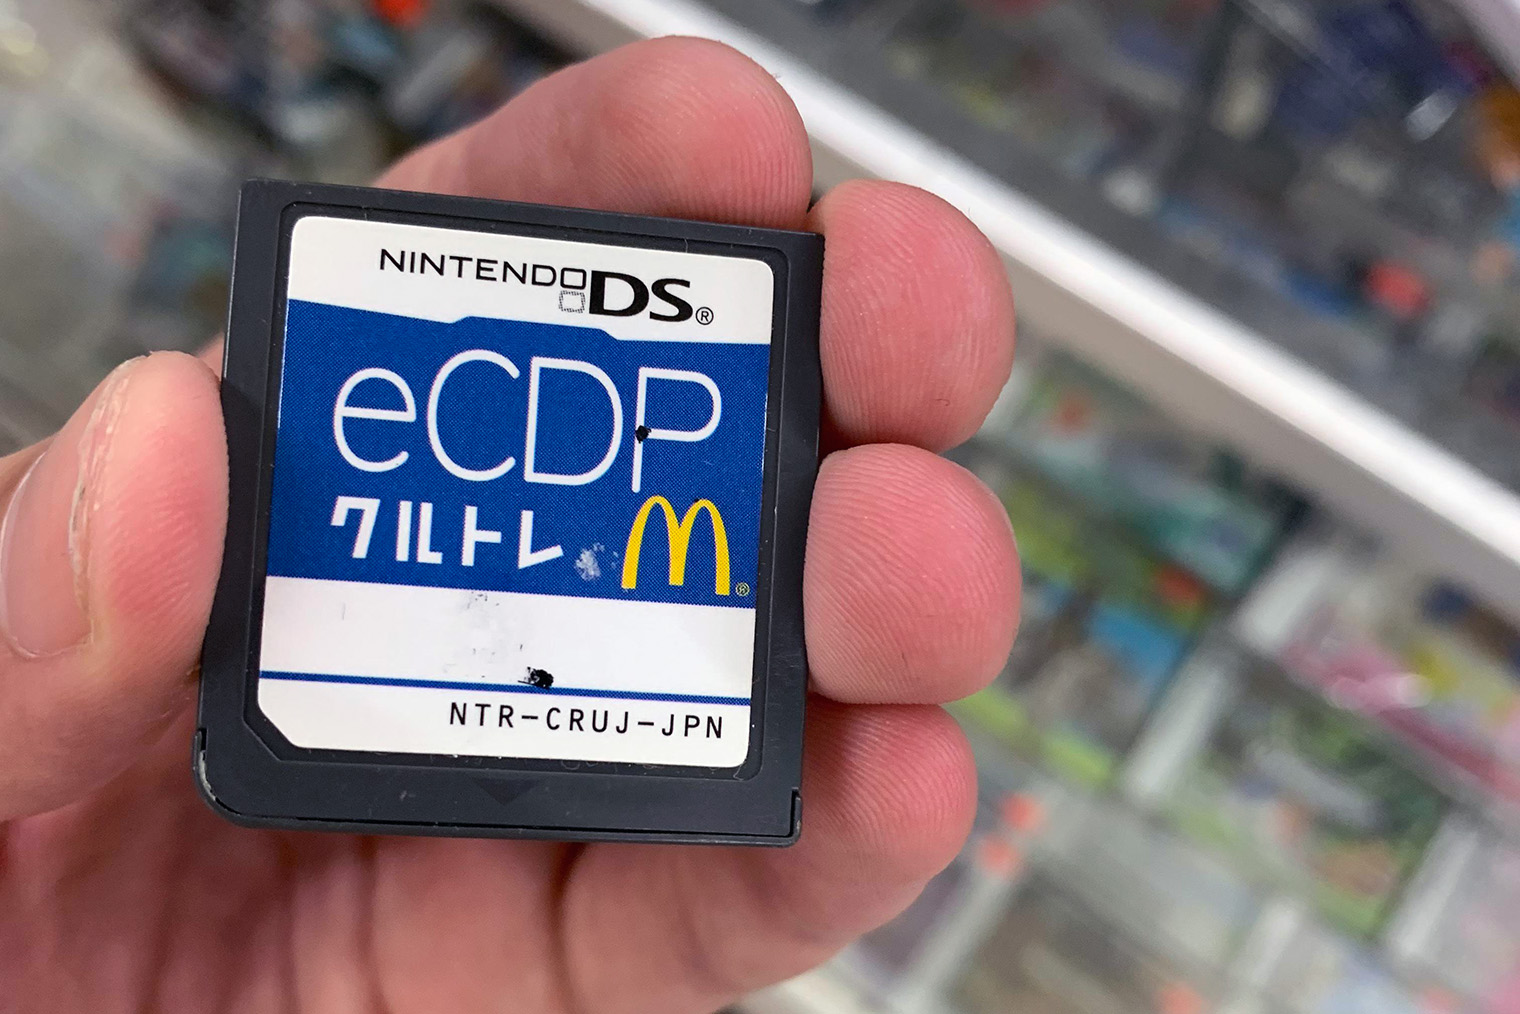 NINTENDO DS®
eCDP
クルトレ
M®
NTR-CRUJ-JPN